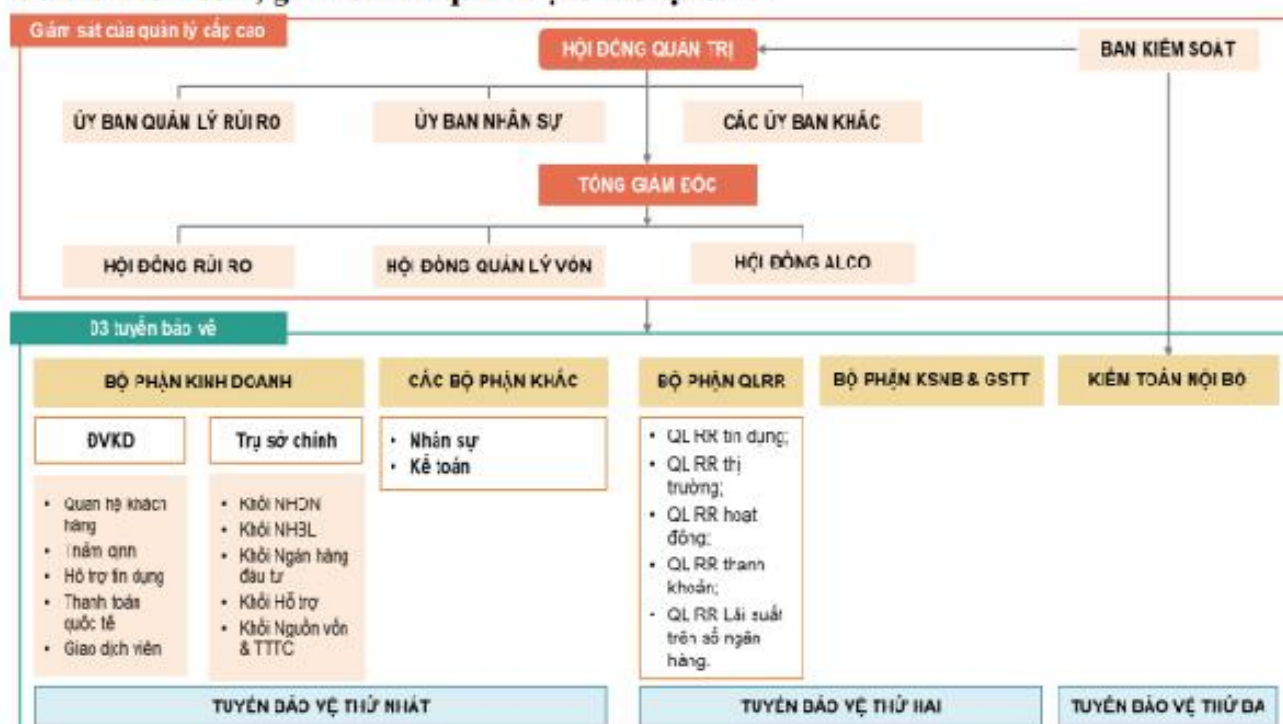 Giám sát của quản lý cấp cao
HỘI ĐỒNG QUẢN TRỊ
BAN KIỂM SOÁT
ỦY BAN QUẢN LÝ RỦI RO
ỦY BAN NHÂN SỰ
CÁC ỦY BAN KHÁC
TỔNG GIÁM ĐỐC
HỘI ĐỒNG RỦI RO
HỘI ĐỒNG QUẢN LÝ VỐN
HỘI ĐỒNG ALCO
03 tuyến bảo vệ
BỘ PHẬN KINH DOANH
CÁC BỘ PHẬN KHÁC
BỘ PHẬN QLRR
BỘ PHẬN KSNB & GSTT
KIỂM TOÁN NỘI BỘ
ĐVKD
Trụ sở chính
• Nhân sự
• Kế toán
• Quan hệ khách
hàng
• Thẩm định
• Hỗ trợ tín dụng
• Thanh toán
quốc tế
• Giao dịch viên
• Khối NHDN
• Khối NHBL
• Khối Ngân hàng
đầu tư
• Khối Hỗ trợ
• Khối Nguồn vốn
& TTTC
• QL RR tín dụng;
• QL RR thị
trường;
• QL RR hoạt
động;
• QL RR thanh
khoản;
• QL RR Lãi suất
trên sổ ngân
hàng.
TUYẾN BẢO VỆ THỨ NHẤT
TUYẾN BẢO VỆ THỨ HAI
TUYẾN BẢO VỆ THỨ BA